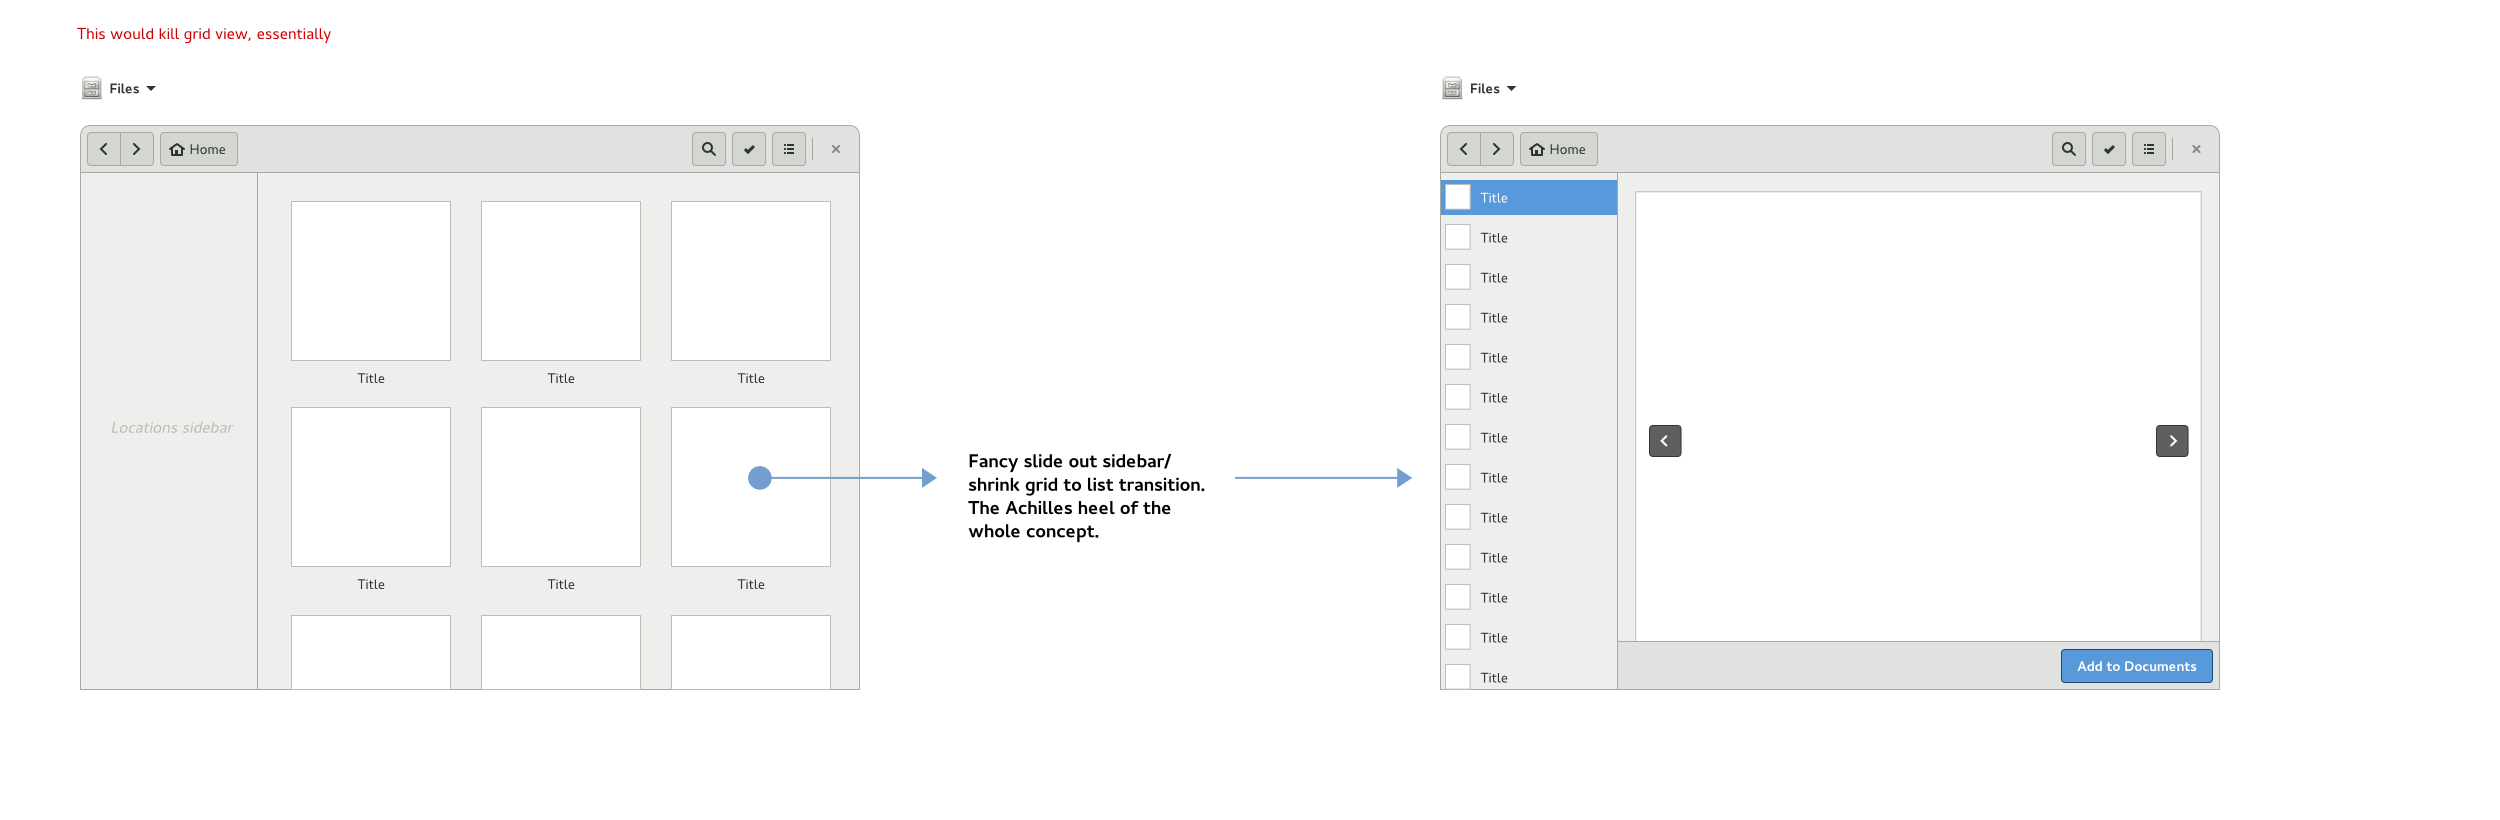 This would kill grid view, essentially
Files
Home
Locations sidebar
Title
Title
Title
Title
Title
Title
Fancy slide out sidebar/
shrink grid to list transition.
The Achilles heel of the
whole concept.
Files
Home
Title
Title
Title
Title
Title
Title
Title
Title
Title
Title
Title
Title
Title
Add to Documents